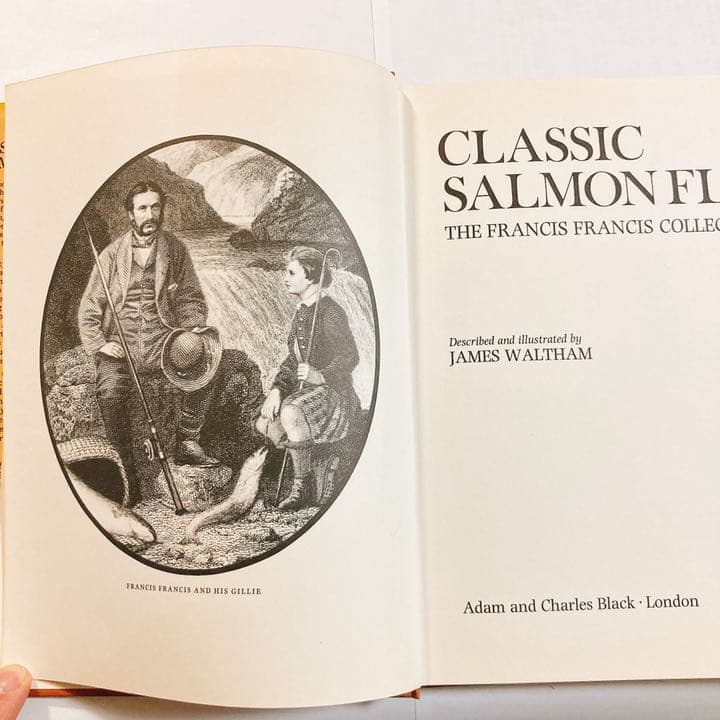 FRANCIS FRANCIS AND HIS GILLIE
CLASSIC
SALMON FL
THE FRANCIS FRANCIS COLLEC
Described and illustrated by
JAMES WALTHAM
Adam and Charles Black · London